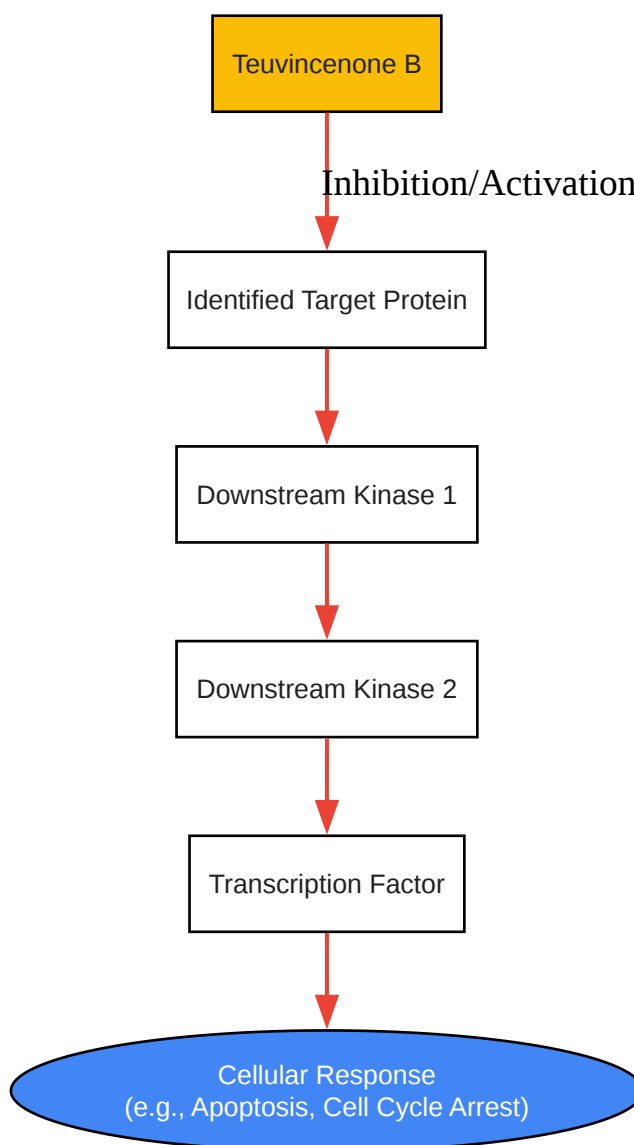 Teuvincenone B
Inhibition/Activation
Identified Target Protein
Downstream Kinase 1
Downstream Kinase 2
Transcription Factor
Cellular Response
(e.g., Apoptosis, Cell Cycle Arrest)